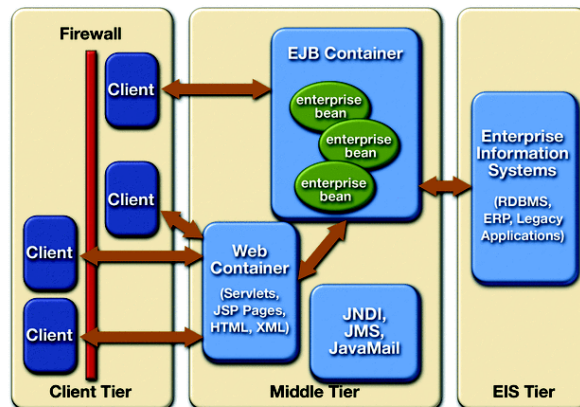 Firewall
Client
Client
Client
Client
Client Tier
EJB Container
enterprise
bean
enterprise
bean
enterprise
bean
Web
Container
(Servlets,
JSP Pages,
HTML, XML)
JNDI,
JMS,
JavaMail
Middle Tier
Enterprise
Information
Systems
(RDBMS,
ERP, Legacy
Applications)
EIS Tier